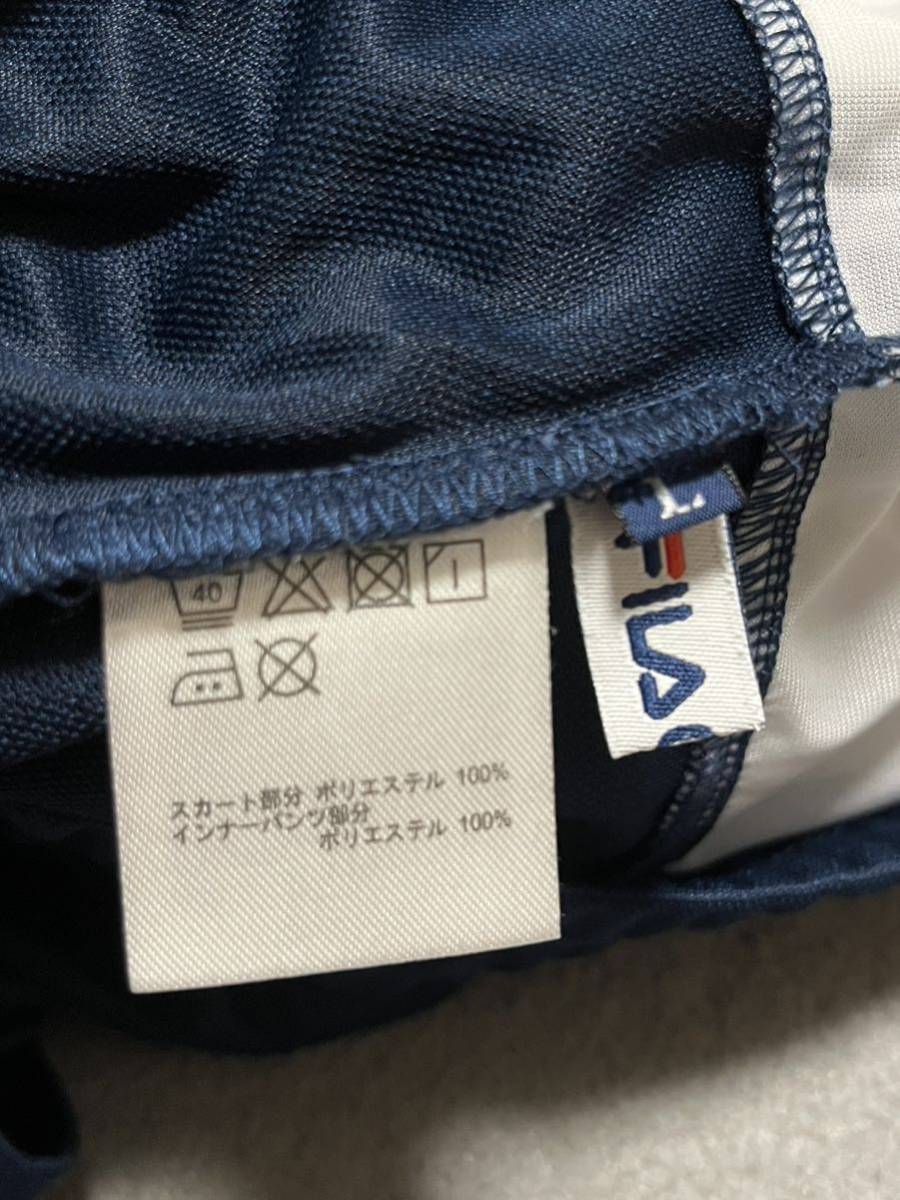 L
FILA
40
スカート部分 ポリエステル 100%
インナーパンツ部分
ポリエステル 100%